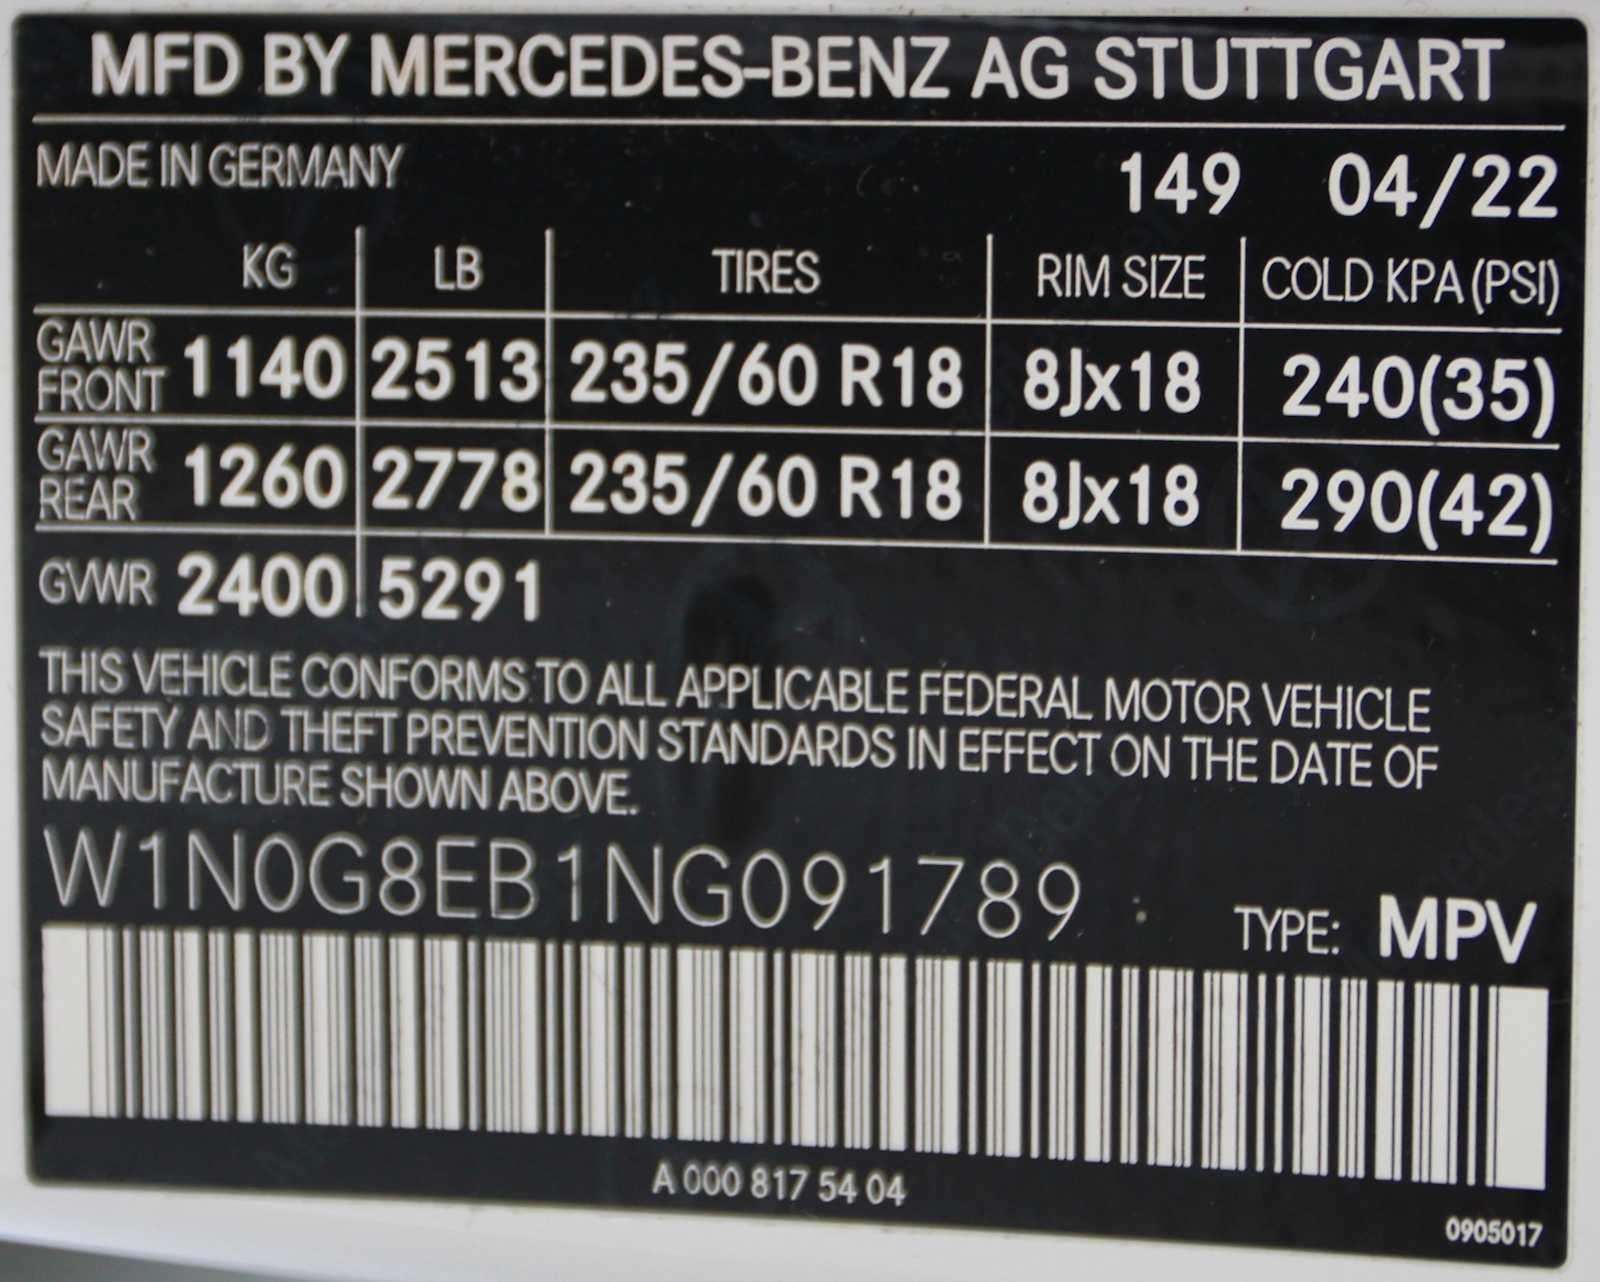 MFD BY MERCEDES-BENZ AG STUTTGART
MADE IN GERMANY 149 04/22
KG LB TIRES RIM SIZE COLD KPA (PSI)
GAWR FRONT 1140 2513 235/60 R18 8Jx18 240(35)
GAWR REAR 1260 2778 235/60 R18 8Jx18 290(42)
GVWR 2400 5291
THIS VEHICLE CONFORMS TO ALL APPLICABLE FEDERAL MOTOR VEHICLE
SAFETY AND THEFT PREVENTION STANDARDS IN EFFECT ON THE DATE OF
MANUFACTURE SHOWN ABOVE.
W1N0G8EB1NG091789
TYPE: MPV
A 000 817 54 04
0905017